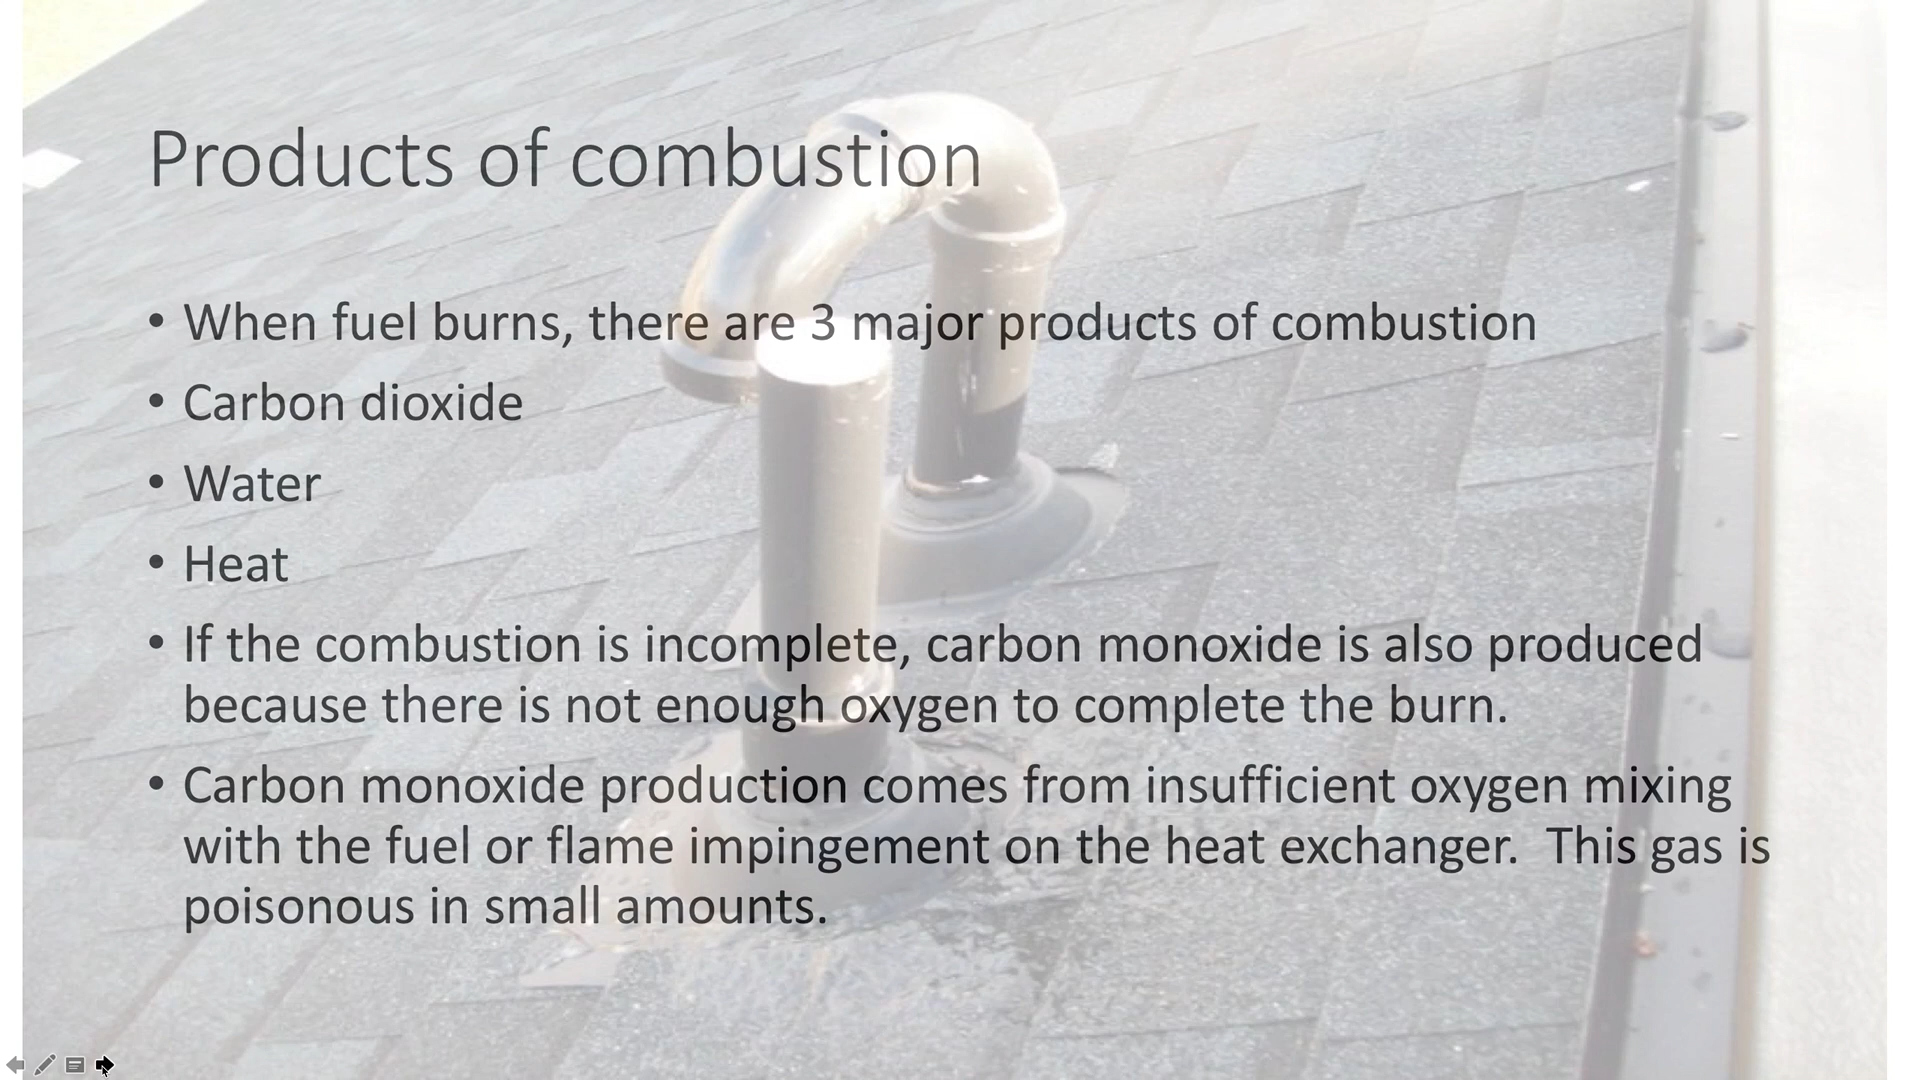 Products of combustion
• When fuel burns, there are 3 major products of combustion
• Carbon dioxide
• Water
• Heat
• If the combustion is incomplete, carbon monoxide is also produced
because there is not enough oxygen to complete the burn.
• Carbon monoxide production comes from insufficient oxygen mixing
with the fuel or flame impingement on the heat exchanger.  This gas is
poisonous in small amounts.